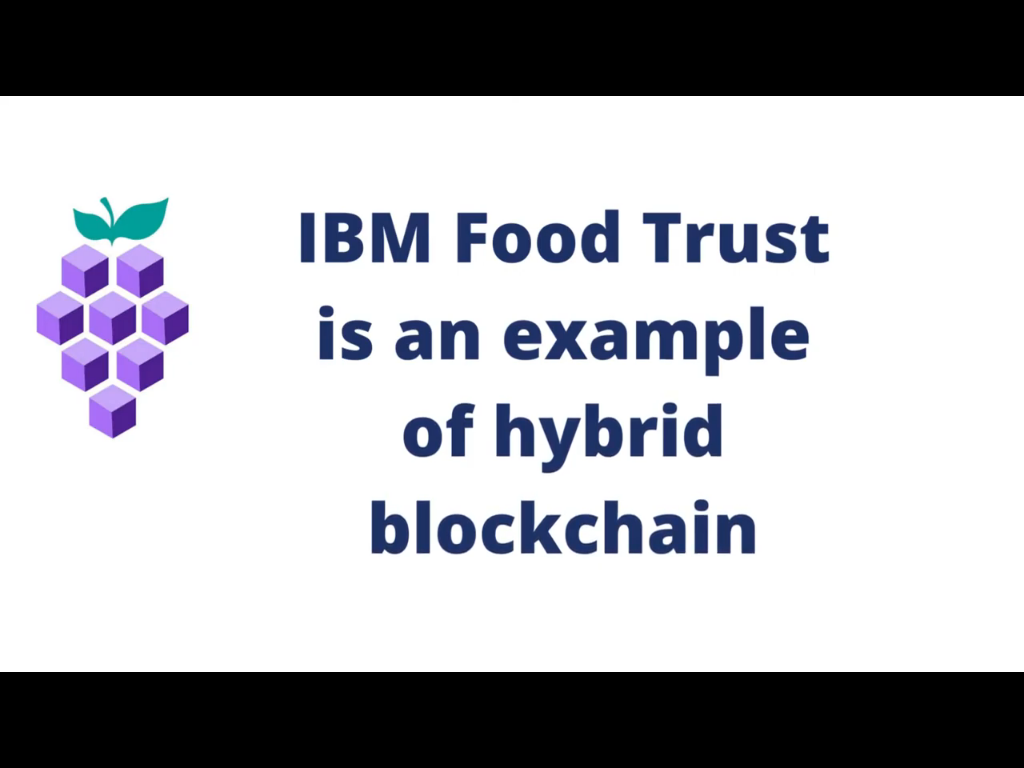 IBM Food Trust
is an example
of hybrid
blockchain